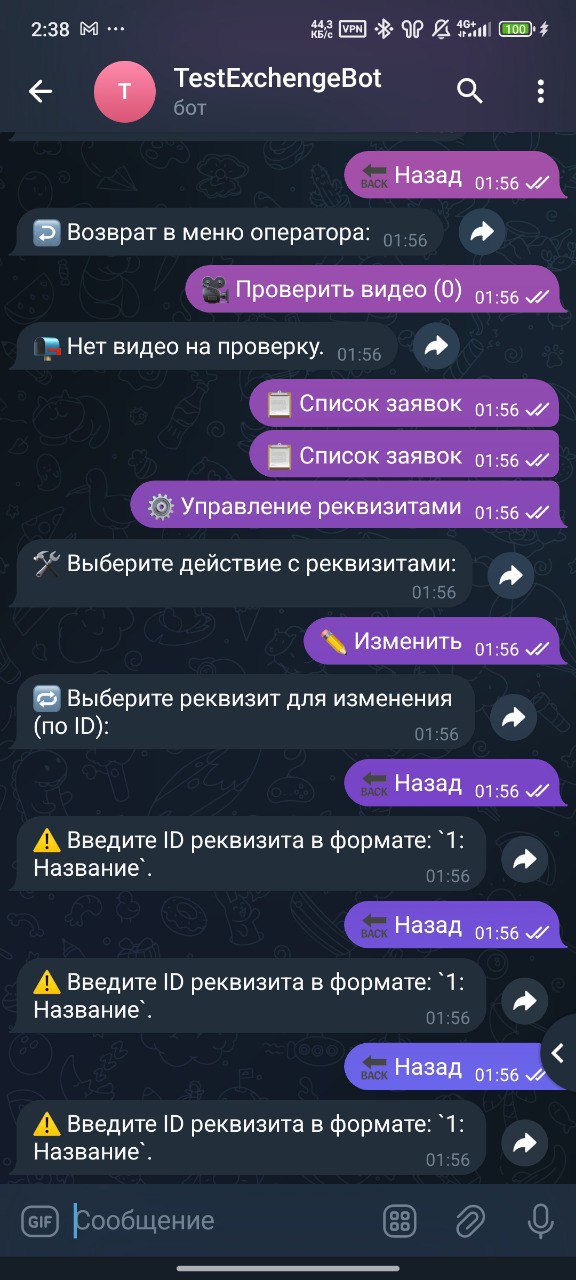 2:38 ... 44,3 КБ/с VPN 4G+ 100
T TestExchengeBot
бот
BACK Назад 01:56
Возврат в меню оператора: 01:56
Проверить видео (0) 01:56
Нет видео на проверку. 01:56
Список заявок 01:56
Список заявок 01:56
Управление реквизитами 01:56
Выберите действие с реквизитами:
01:56
Изменить 01:56
Выберите реквизит для изменения
(по ID): 01:56
BACK Назад 01:56
Введите ID реквизита в формате: `1:
Название`. 01:56
BACK Назад 01:56
Введите ID реквизита в формате: `1:
Название`. 01:56
BACK Назад 01:56
Введите ID реквизита в формате: `1:
Название`. 01:56
GIF Сообщение